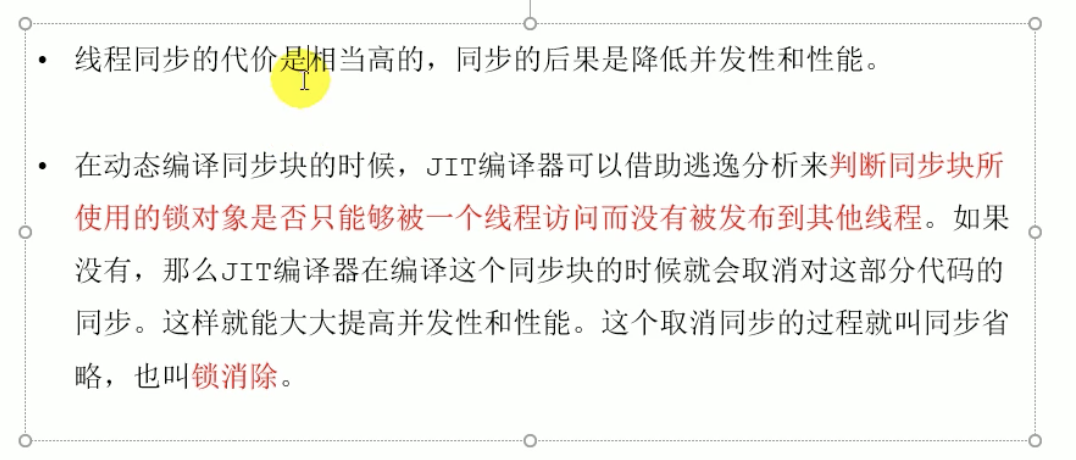 • 线程同步的代价是相当高的，同步的后果是降低并发性和性能。
• 在动态编译同步块的时候，JIT编译器可以借助逃逸分析来判断同步块所
使用的锁对象是否只能够被一个线程访问而没有被发布到其他线程。如果
没有，那么JIT编译器在编译这个同步块的时候就会取消对这部分代码的
同步。这样就能大大提高并发性和性能。这个取消同步的过程就叫同步省
略，也叫锁消除。